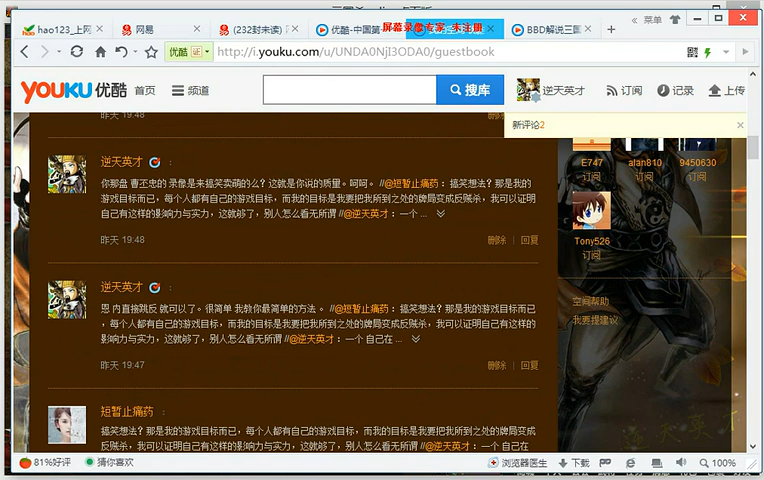 hao123_上网
网易
(232封未读)
优酷-中国第一
屏幕录像专家 未注册
BBD解说三国
菜单
优酷 证
http://i.youku.com/u/UNDA0NjI3ODA0/guestbook
YOUKU 优酷 首页 频道 搜库 逆天英才 订阅 记录 上传
新评论2
昨天 19:48 删除
E747 alan810 9450630
订阅 订阅 订阅
逆天英才 :
你那盘 曹丕忠的 录像是来搞笑卖萌的么？这就是你说的质量。呵呵。 //@短暂止痛药： 搞笑想法？那是我的
游戏目标而已，每个人都有自己的游戏目标，而我的目标是我要把我所到之处的牌局变成反贼杀，我可以证明
自己有这样的影响力与实力，这就够了，别人怎么看无所谓 //@逆天英才： 一个 ...
昨天 19:48 删除 | 回复
Tony526
订阅
逆天英才 :
恩 内直接跳反 就可以了。很简单 我教你最简单的方法 。 //@短暂止痛药： 搞笑想法？那是我的游戏目标而已
，每个人都有自己的游戏目标，而我的目标是我要把我所到之处的牌局变成反贼杀，我可以证明自己有这样的
影响力与实力，这就够了，别人怎么看无所谓 //@逆天英才： 一个 自己在 ...
昨天 19:47 删除 | 回复
空间帮助
我要提建议
短暂止痛药 :
搞笑想法？那是我的游戏目标而已，每个人都有自己的游戏目标，而我的目标是我要把我所到之处的牌局变成
反贼杀，我可以证明自己有这样的影响力与实力，这就够了，别人怎么看无所谓 //@逆天英才： 一个 自己在
逆天英才
81%好评 猜你喜欢 浏览器医生 下载 100%